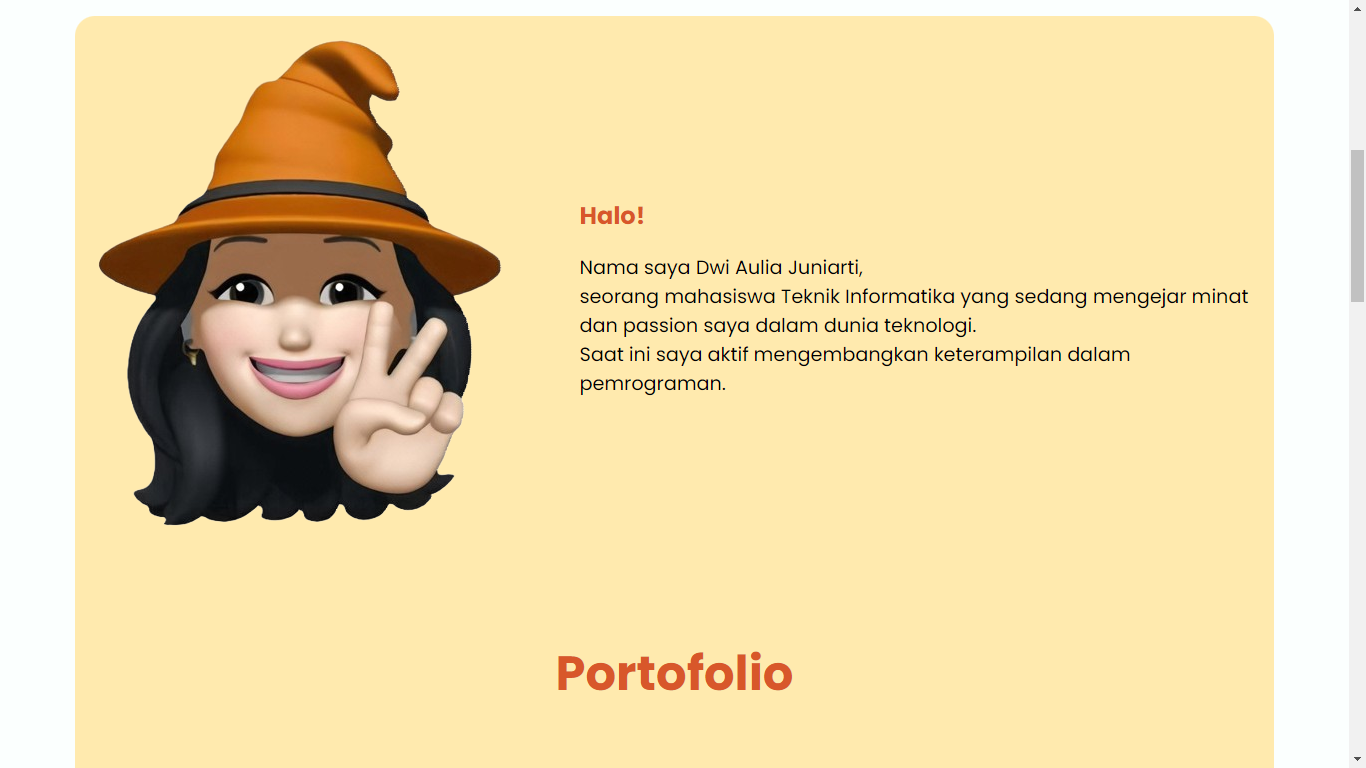 Halo!
Nama saya Dwi Aulia Juniarti,
seorang mahasiswa Teknik Informatika yang sedang mengejar minat
dan passion saya dalam dunia teknologi.
Saat ini saya aktif mengembangkan keterampilan dalam
pemrograman.
Portofolio